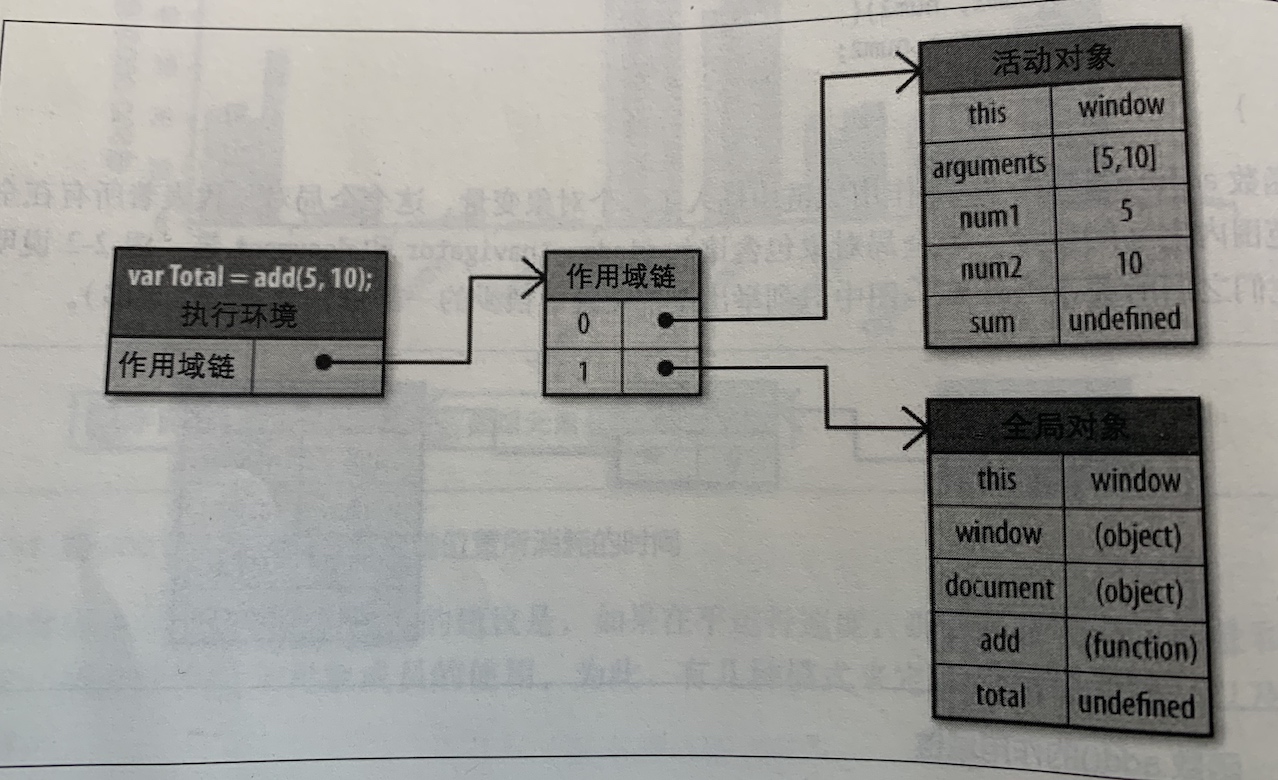 var Total = add(5, 10);
执行环境
作用域链
作用域链
0
1
活动对象
this window
arguments [5,10]
num1 5
num2 10
sum undefined
全局对象
this window
window (object)
document (object)
add (function)
total undefined